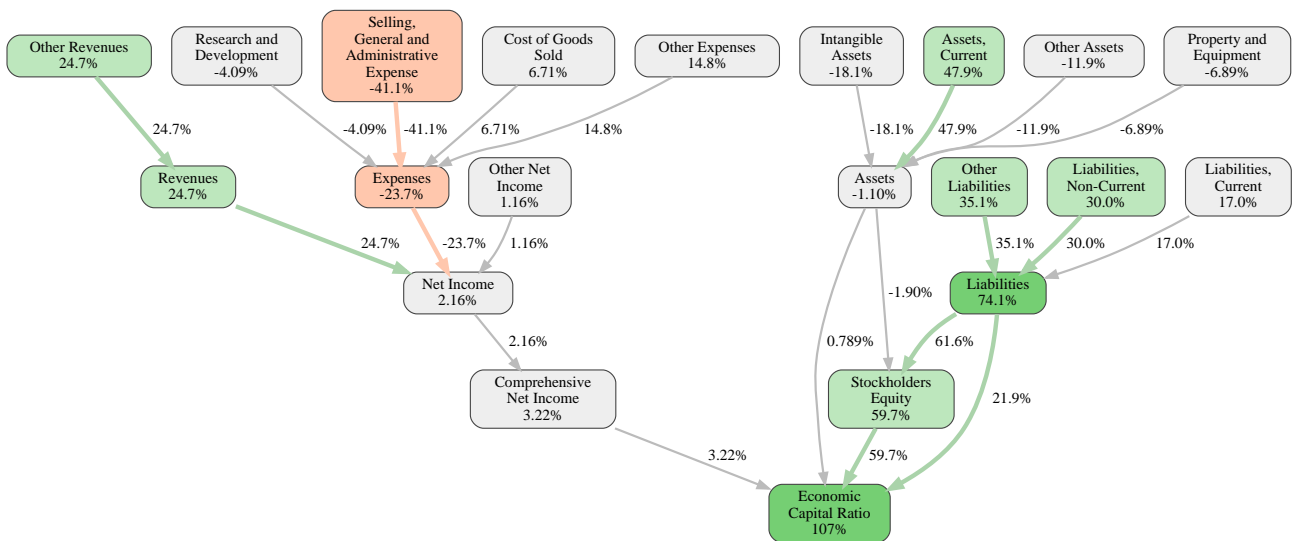 Other Revenues
24.7%
Research and
Development
-4.09%
Selling,
General and
Administrative
Expense
-41.1%
Cost of Goods
Sold
6.71%
Other Expenses
14.8%
Intangible
Assets
-18.1%
Assets,
Current
47.9%
Other Assets
-11.9%
Property and
Equipment
-6.89%
24.7%
-4.09%
-41.1%
6.71%
14.8%
-18.1%
47.9%
-11.9%
-6.89%
Revenues
24.7%
Expenses
-23.7%
Other Net
Income
1.16%
Assets
-1.10%
Other
Liabilities
35.1%
Liabilities,
Non-Current
30.0%
Liabilities,
Current
17.0%
24.7%
-23.7%
1.16%
35.1%
30.0%
17.0%
Net Income
2.16%
-1.90%
Liabilities
74.1%
2.16%
0.789%
61.6%
Comprehensive
Net Income
3.22%
Stockholders
Equity
59.7%
21.9%
3.22%
59.7%
Economic
Capital Ratio
107%